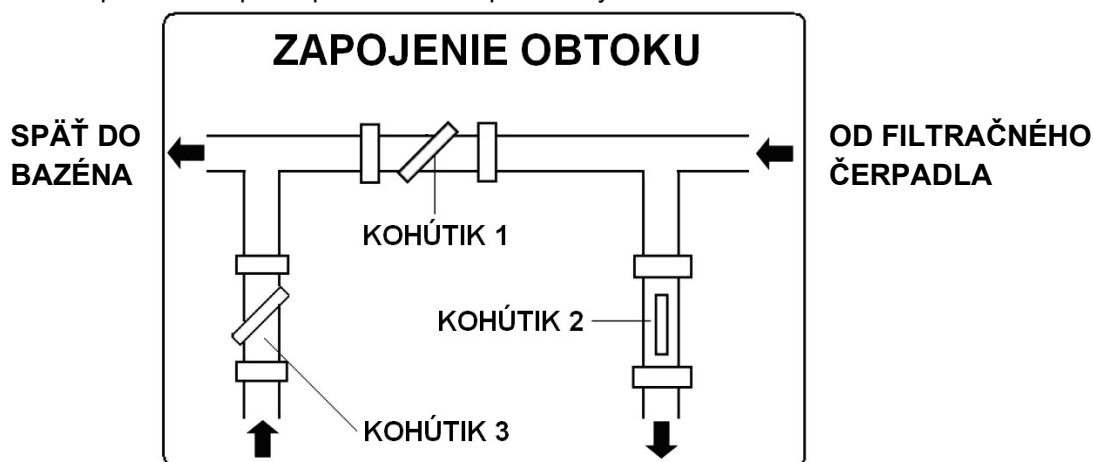 ZAPOJENIE OBTOKU
SPÄŤ DO
BAZÉNA
OD FILTRAČNÉHO
ČERPADLA
KOHÚTIK 1
KOHÚTIK 2
KOHÚTIK 3